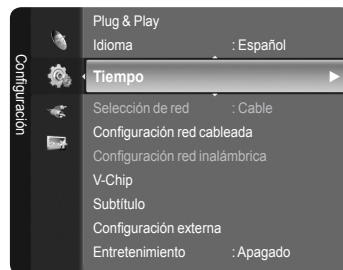 Configuración
Plug & Play
Idioma : Español
Tiempo
Selección de red : Cable
Configuración red cableada
Configuración red inalámbrica
V-Chip
Subtítulo
Configuración externa
Entretenimiento : Apagado